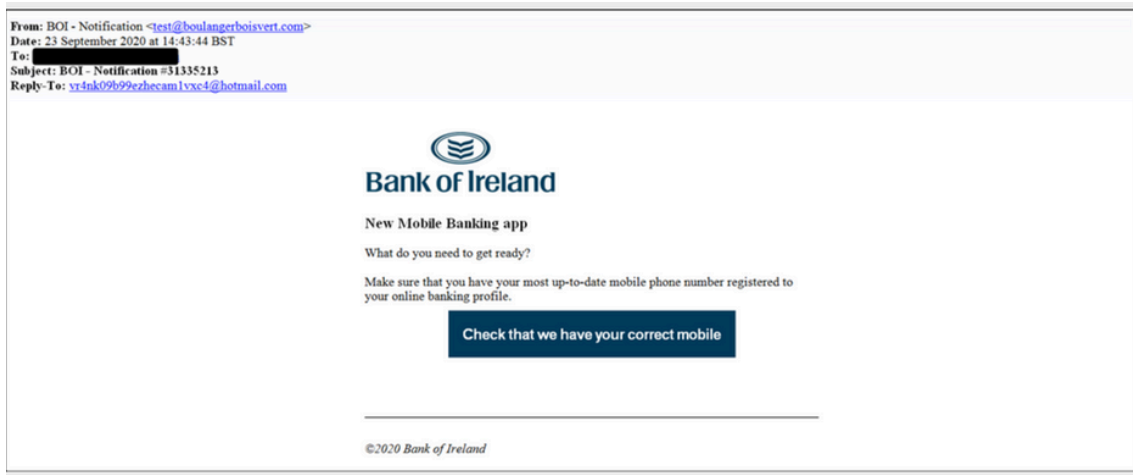 From: BOI - Notification <test@boulangerboisvert.com>
Date: 23 September 2020 at 14:43:44 BST
To:
Subject: BOI - Notification #31335213
Reply-To: vr4nk09b99ezhecam1vxc4@hotmail.com
Bank of Ireland
New Mobile Banking app
What do you need to get ready?
Make sure that you have your most up-to-date mobile phone number registered to
your online banking profile.
Check that we have your correct mobile
©2020 Bank of Ireland